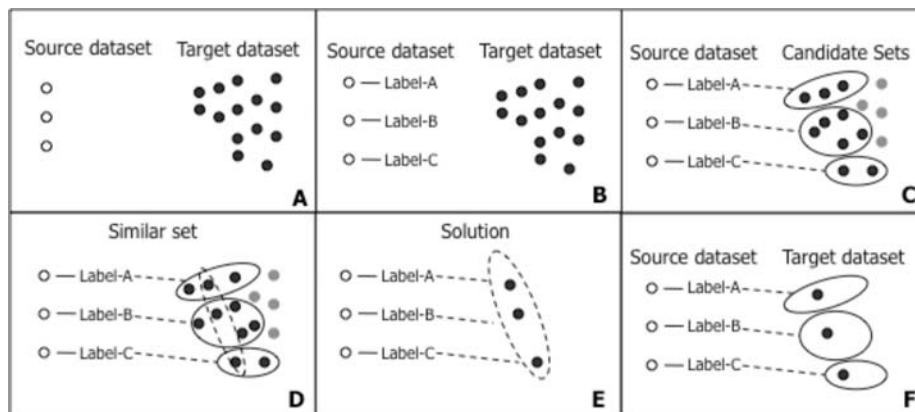 Source dataset Target dataset
A
Source dataset Target dataset
Label-A
Label-B
Label-C
B
Source dataset Candidate Sets
Label-A
Label-B
Label-C
C
Similar set
Label-A
Label-B
Label-C
D
Solution
Label-A
Label-B
Label-C
E
Source dataset Target dataset
Label-A
Label-B
Label-C
F